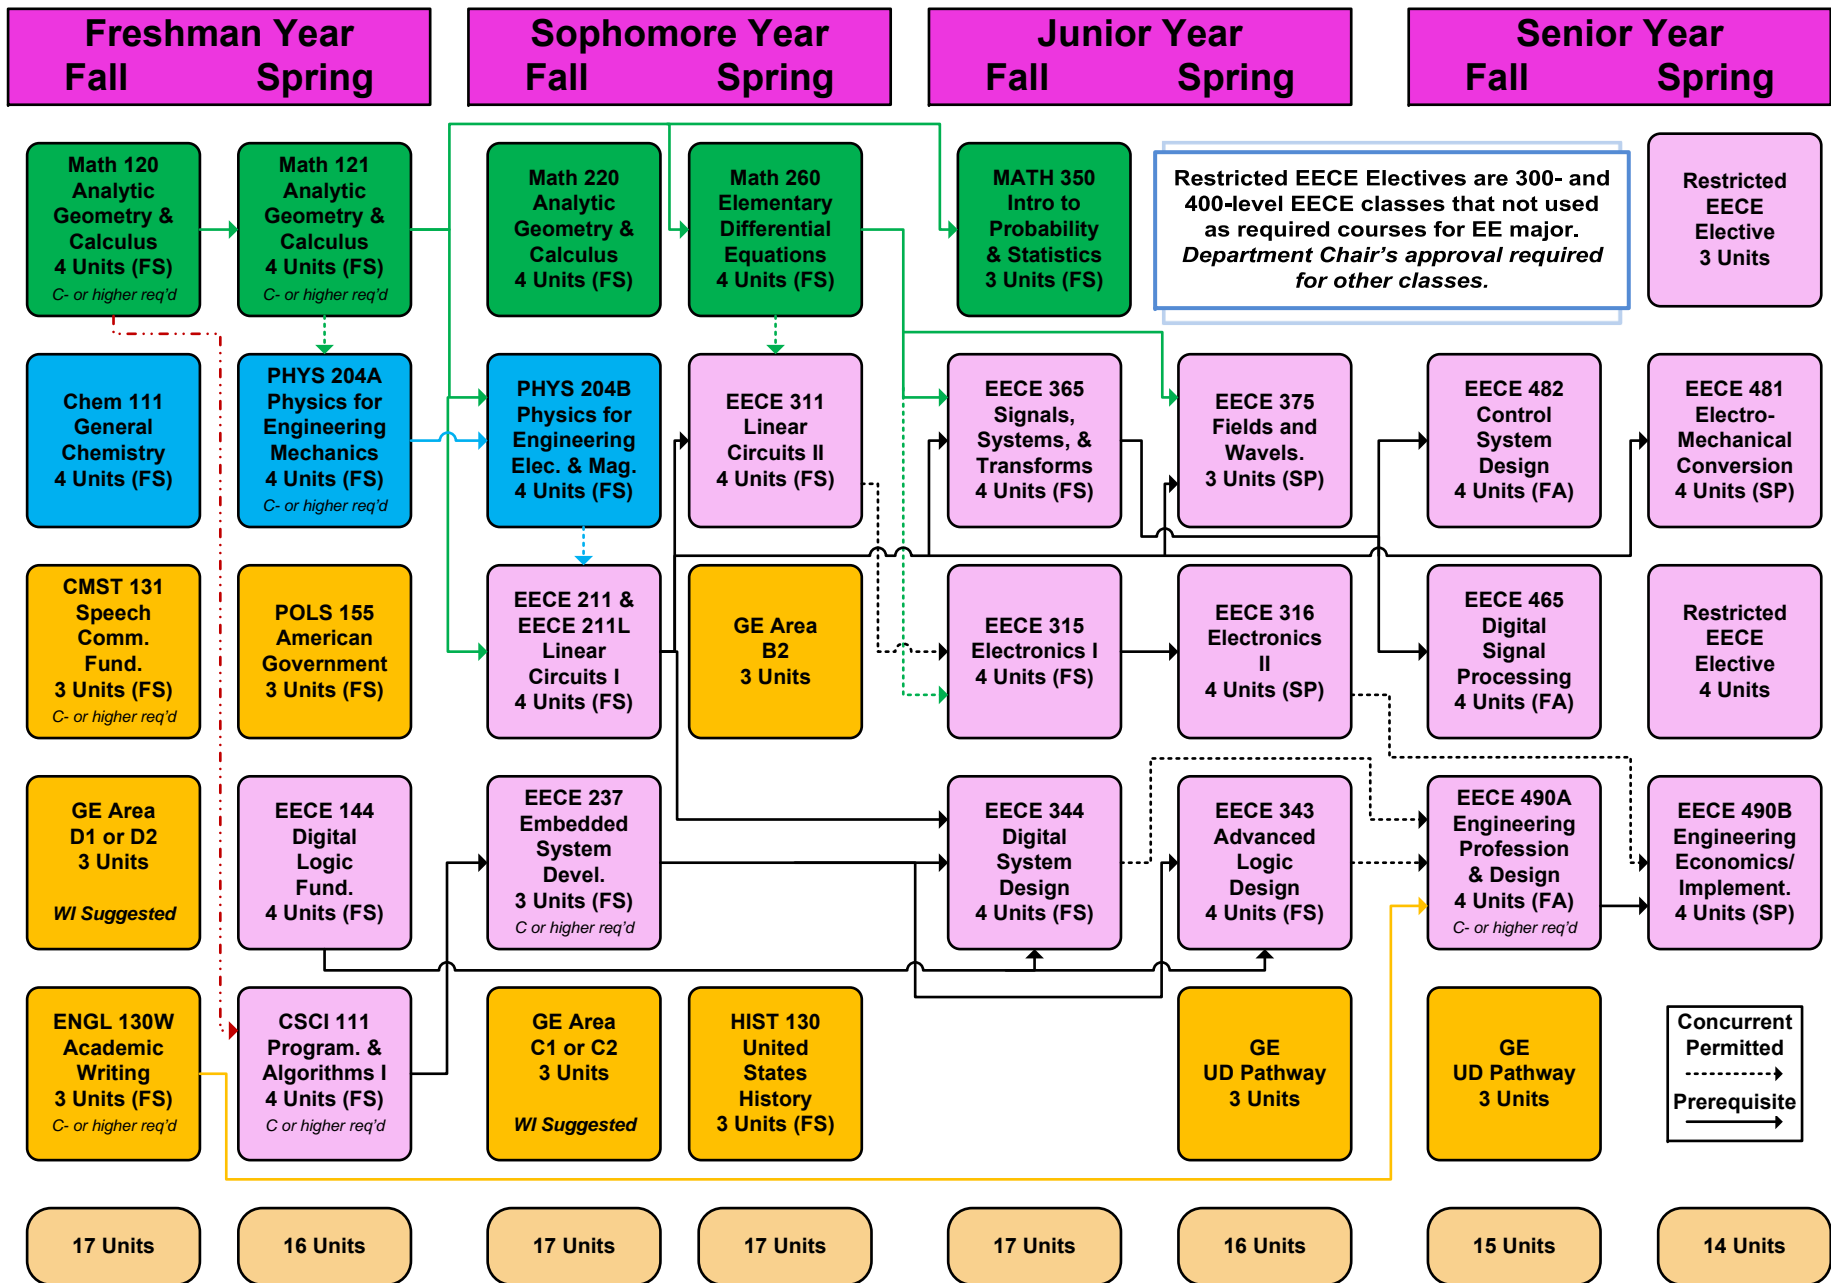 Freshman Year
Fall Spring
Sophomore Year
Fall Spring
Junior Year
Fall Spring
Senior Year
Fall Spring
Math 120
Analytic
Geometry &
Calculus
4 Units (FS)
C- or higher req'd
Math 121
Analytic
Geometry &
Calculus
4 Units (FS)
C- or higher req'd
Math 220
Analytic
Geometry &
Calculus
4 Units (FS)
Math 260
Elementary
Differential
Equations
4 Units (FS)
MATH 350
Intro to
Probability
& Statistics
3 Units (FS)
Restricted EECE Electives are 300- and
400-level EECE classes that not used
as required courses for EE major.
Department Chair's approval required
for other classes.
Restricted
EECE
Elective
3 Units
Chem 111
General
Chemistry
4 Units (FS)
PHYS 204A
Physics for
Engineering
Mechanics
4 Units (FS)
C- or higher req'd
PHYS 204B
Physics for
Engineering
Elec. & Mag.
4 Units (FS)
EECE 311
Linear
Circuits II
4 Units (FS)
EECE 365
Signals,
Systems, &
Transforms
4 Units (FS)
EECE 375
Fields and
Wavels.
3 Units (SP)
EECE 482
Control
System
Design
4 Units (FA)
EECE 481
Electro-
Mechanical
Conversion
4 Units (SP)
CMST 131
Speech
Comm.
Fund.
3 Units (FS)
C- or higher req'd
POLS 155
American
Government
3 Units (FS)
EECE 211 &
EECE 211L
Linear
Circuits I
4 Units (FS)
GE Area
B2
3 Units
EECE 315
Electronics I
4 Units (FS)
EECE 316
Electronics
II
4 Units (SP)
EECE 465
Digital
Signal
Processing
4 Units (FA)
Restricted
EECE
Elective
4 Units
GE Area
D1 or D2
3 Units
WI Suggested
EECE 144
Digital
Logic
Fund.
4 Units (FS)
EECE 237
Embedded
System
Devel.
3 Units (FS)
C or higher req'd
EECE 344
Digital
System
Design
4 Units (FS)
EECE 343
Advanced
Logic
Design
4 Units (FS)
EECE 490A
Engineering
Profession
& Design
4 Units (FA)
C- or higher req'd
EECE 490B
Engineering
Economics/
Implement.
4 Units (SP)
ENGL 130W
Academic
Writing
3 Units (FS)
C- or higher req'd
CSCI 111
Program. &
Algorithms I
4 Units (FS)
C or higher req'd
GE Area
C1 or C2
3 Units
WI Suggested
HIST 130
United
States
History
3 Units (FS)
GE
UD Pathway
3 Units
GE
UD Pathway
3 Units
Concurrent
Permitted
Prerequisite
17 Units
16 Units
17 Units
17 Units
17 Units
16 Units
15 Units
14 Units